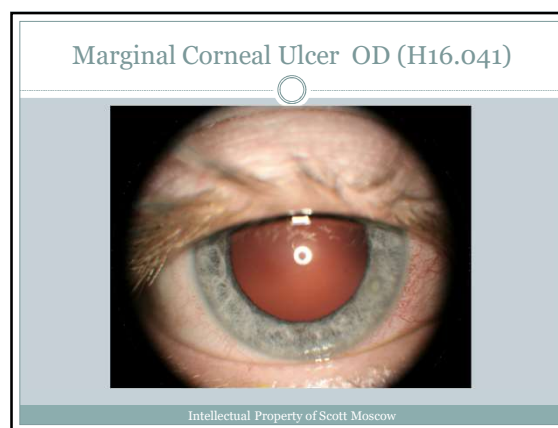 Marginal Corneal Ulcer OD (H16.041)
Intellectual Property of Scott Moscow